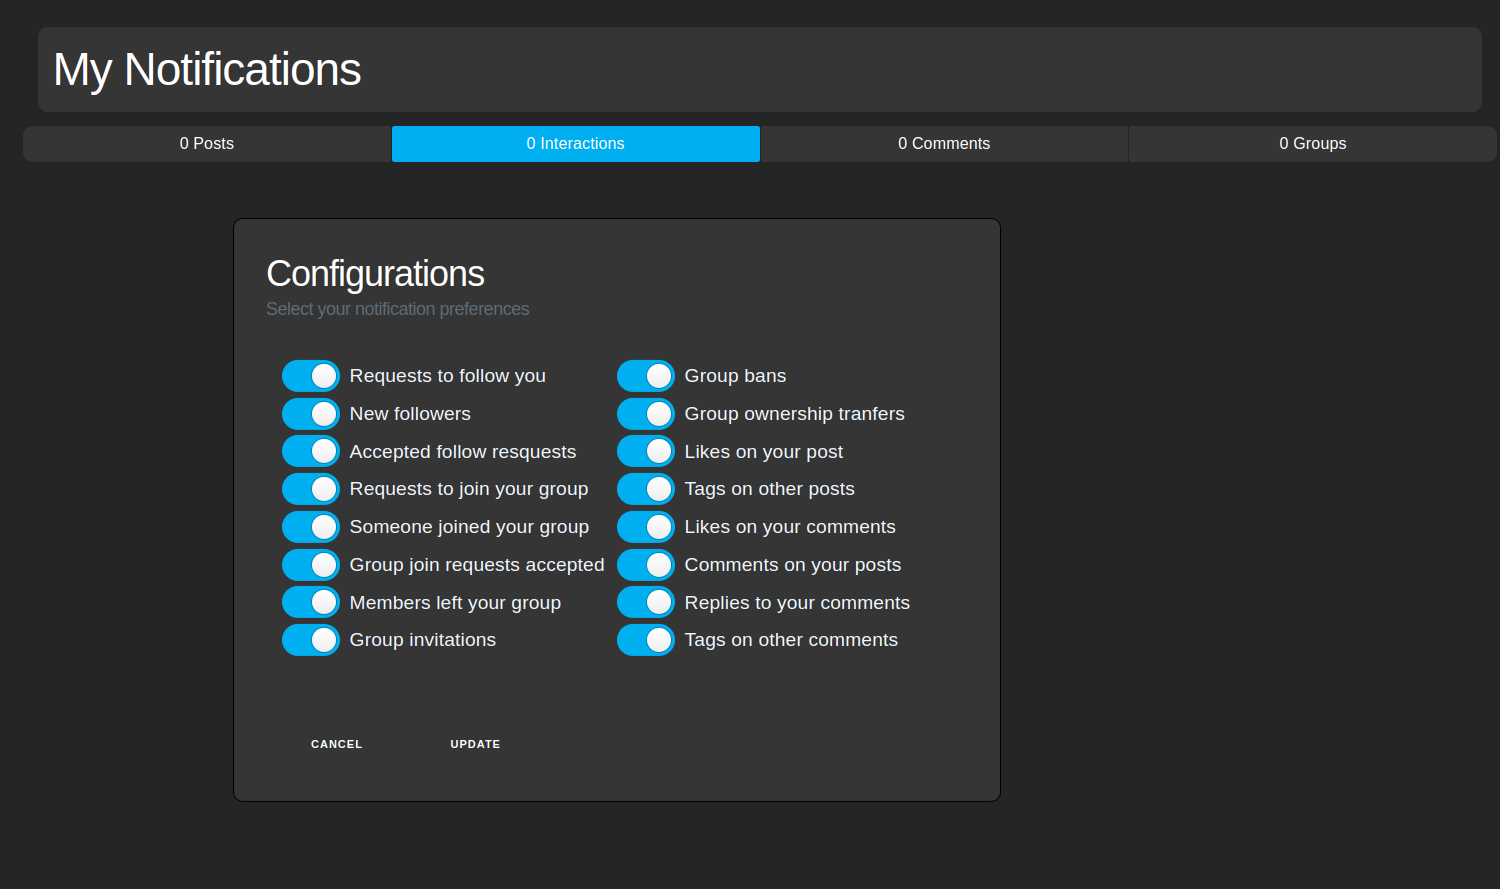 My Notifications
0 Posts
0 Interactions
0 Comments
0 Groups
Configurations
Select your notification preferences
Requests to follow you
New followers
Accepted follow resquests
Requests to join your group
Someone joined your group
Group join requests accepted
Members left your group
Group invitations
Group bans
Group ownership tranfers
Likes on your post
Tags on other posts
Likes on your comments
Comments on your posts
Replies to your comments
Tags on other comments
CANCEL
UPDATE